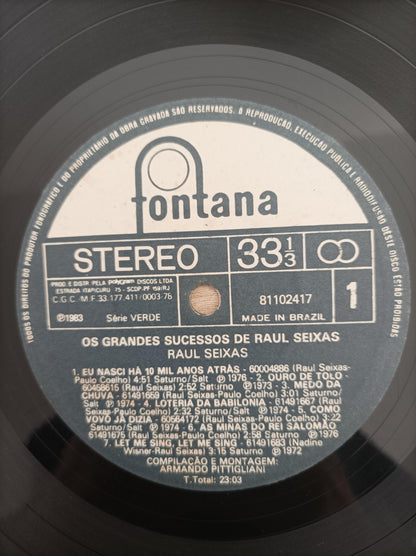 TODOS OS DIREITOS DO PRODUTOR FONOGRÁFICO E DO PROPRIETÁRIO DA OBRA GRAVADA SÃO RESERVADOS. A REPRODUÇÃO, EXECUÇÃO PÚBLICA E RADIODIFUSÃO DESTE DISCO ESTÃO PROIBIDAS
fontana
STEREO 33 1/3
PROD. E DISTR. PELA Polygram DISCOS LTDA
ESTRADA ITAPICURU 75 - SCDP-PF 159/RJ
C.G.C. M.F. 33.177.411/0003-76
℗1983 Série VERDE
81102417
MADE IN BRAZIL
1
OS GRANDES SUCESSOS DE RAUL SEIXAS
RAUL SEIXAS
1. EU NASCI HÁ 10 MIL ANOS ATRÁS - 60004886 (Raul Seixas-
Paulo Coelho) 4:51 Saturno/Salt ℗ 1976 - 2. OURO DE TOLO -
60468615 (Raul Seixas) 2:52 Saturno ℗1973 - 3. MEDO DA
CHUVA - 61491669 (Raul Seixas-Paulo Coelho) 3:01 Saturno/
Salt ℗ 1974 - 4. LOTERIA DA BABILONIA - 61491667 (Raul
Seixas-Paulo Coelho) 2:32 Saturno/Salt ℗ 1974 - 5. COMO
VOVÓ JÁ DIZIA - 60664417 (Raul Seixas-Paulo Coelho) 3:22
Saturno/Salt ℗ 1974 - 6. AS MINAS DO REI SALOMÃO -
61491675 (Raul Seixas-Paulo Coelho) 2:58 Saturno ℗ 1976
7. LET ME SING, LET ME SING - 61491683 (Nadine
Wisner-Raul Seixas) 3:15 Saturno ℗ 1972
COMPILAÇÃO E MONTAGEM:
ARMANDO PITTIGLIANI
T.Total: 23:03